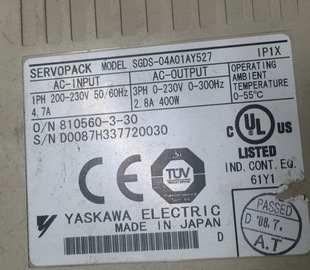 SERVOPACK MODEL SGDS-04A01AY527 IP1X
AC-INPUT AC-OUTPUT OPERATING
1PH 200-230V 50/60Hz 3PH 0-230V 0-300Hz AMBIENT
4.7A 2.8A 400W TEMPERATURE
0-55°C
O/N 810560-3-30
S/N D0087H337720030
C UL US
LISTED
TÜV
IND. CONT. EQ.
61Y1
YASKAWA ELECTRIC
MADE IN JAPAN
D
PASSED
D '08.7.
A.T